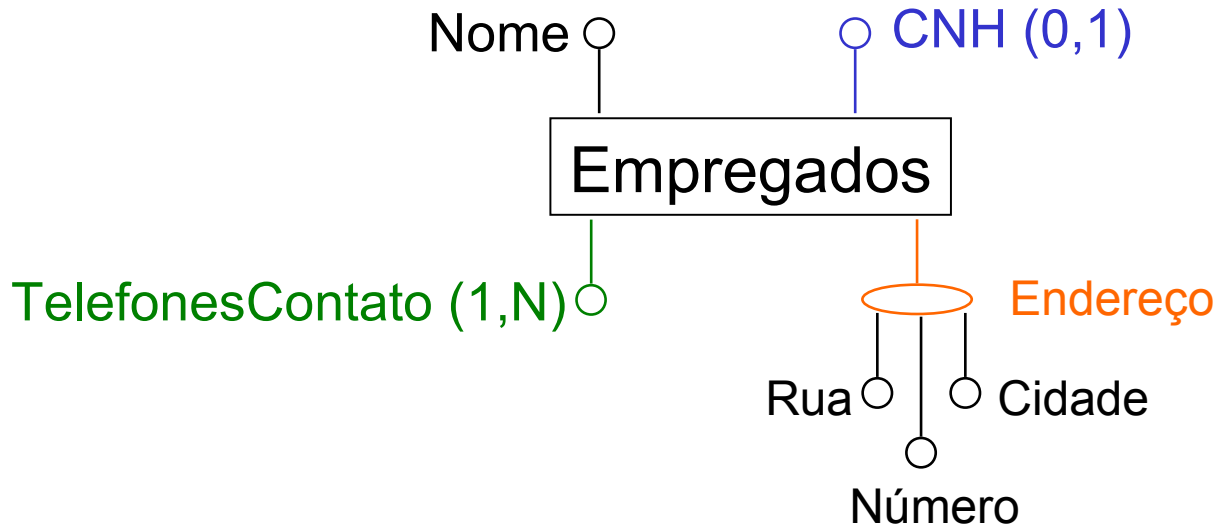 Nome
CNH (0,1)
Empregados
TelefonesContato (1,N)
Endereço
Rua
Cidade
Número